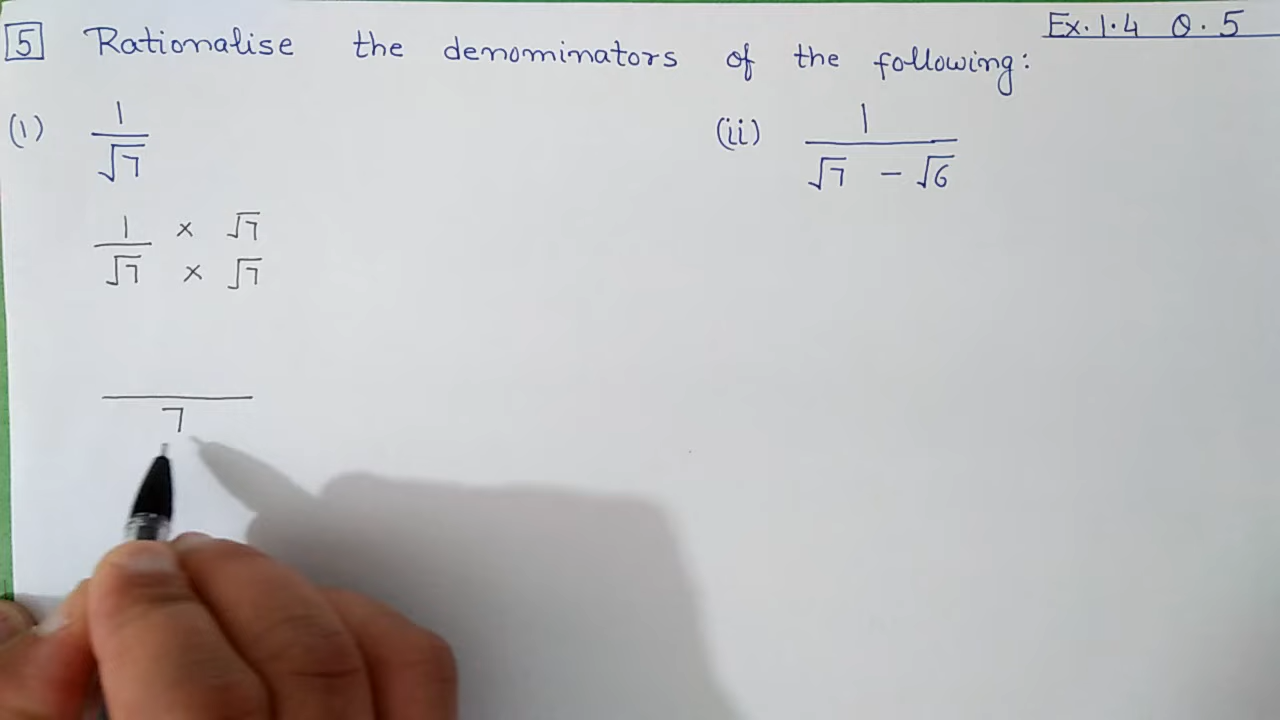 Ex. 1.4 Q. 5
5 Rationalise the denominators of the following:
(1) 1/√7
(ii) 1/(√7 - √6)
1 × √7
√7 × √7
7